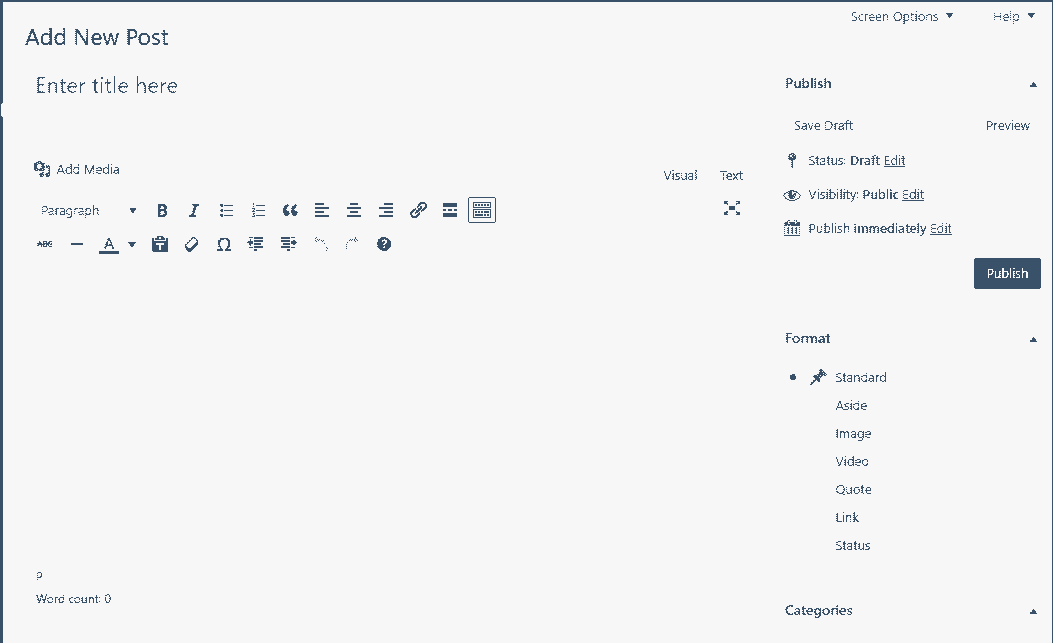 Screen Options Help
Add New Post
Enter title here
Publish
Save Draft Preview
Add Media
Visual Text
Status: Draft Edit
Visibility: Public Edit
Publish immediately Edit
Paragraph B I
ABC A Ω
Publish
Format
Standard
Aside
Image
Video
Quote
Link
Status
P
Word count: 0
Categories